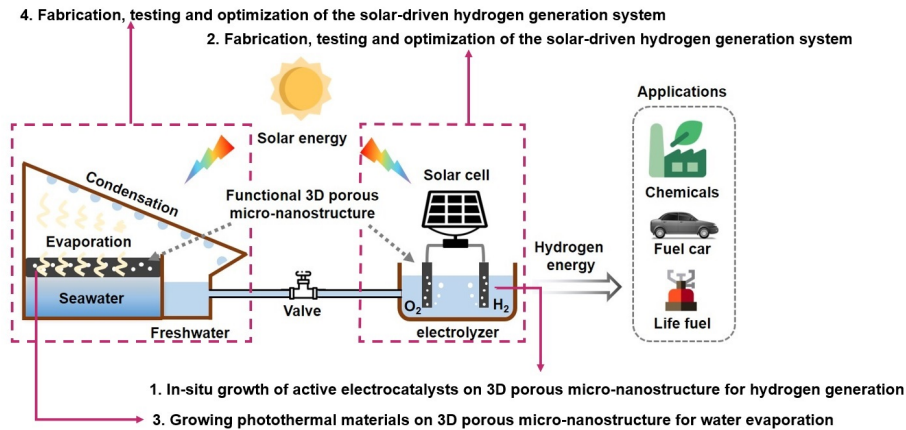 4. Fabrication, testing and optimization of the solar-driven hydrogen generation system
2. Fabrication, testing and optimization of the solar-driven hydrogen generation system
Applications
Solar energy
Solar cell
Condensation
Functional 3D porous
micro-nanostructure
Chemicals
Evaporation
Hydrogen
energy
Fuel car
Seawater
O₂
H₂
Valve
Freshwater
electrolyzer
Life fuel
1. In-situ growth of active electrocatalysts on 3D porous micro-nanostructure for hydrogen generation
3. Growing photothermal materials on 3D porous micro-nanostructure for water evaporation